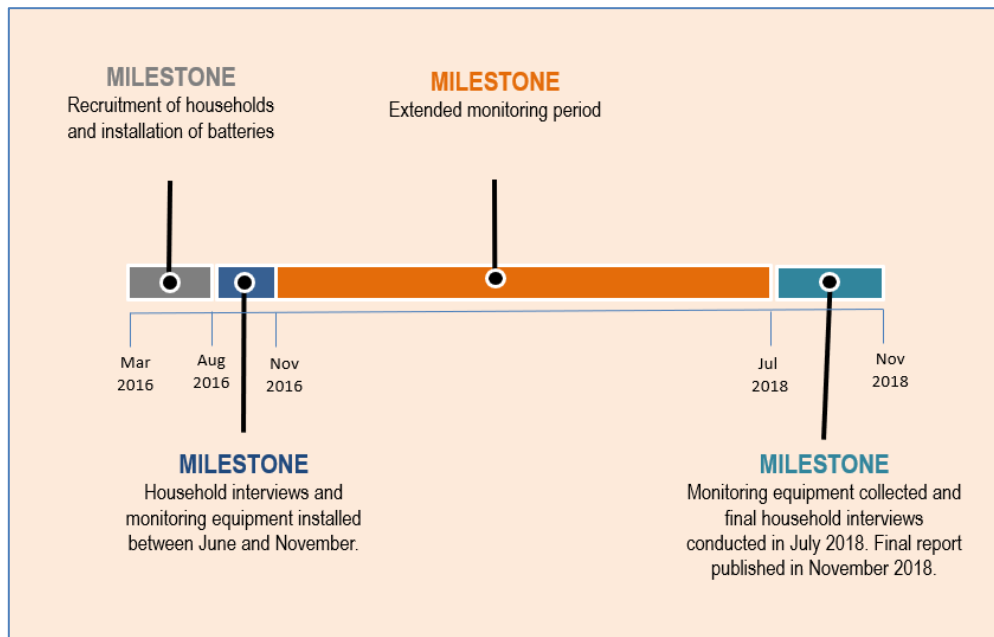 MILESTONE
Recruitment of households
and installation of batteries
MILESTONE
Extended monitoring period
Mar
2016
Aug
2016
Nov
2016
Jul
2018
Nov
2018
MILESTONE
Household interviews and
monitoring equipment installed
between June and November.
MILESTONE
Monitoring equipment collected and
final household interviews
conducted in July 2018. Final report
published in November 2018.